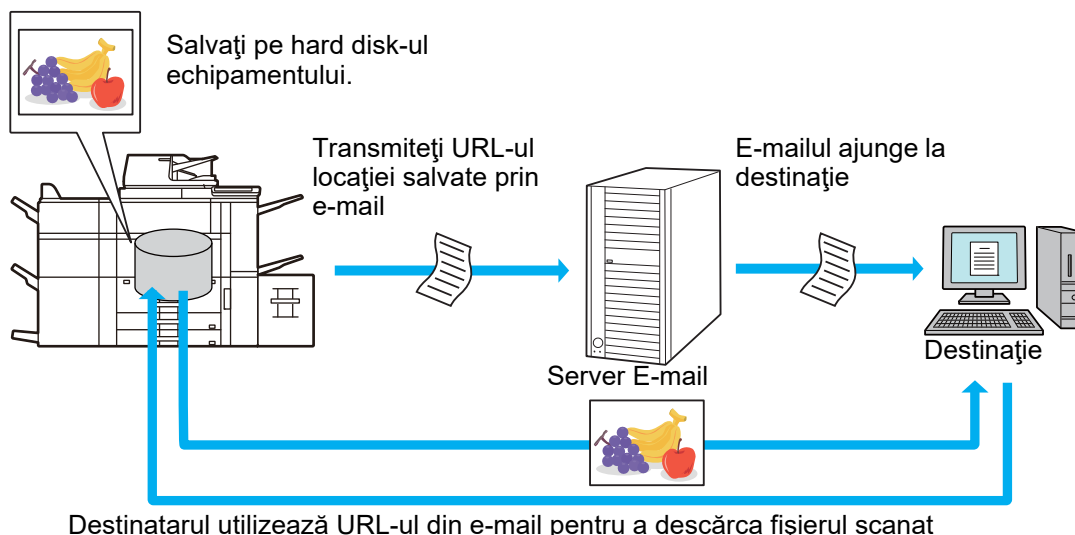 Salvaţi pe hard disk-ul
echipamentului.
Transmiteţi URL-ul
locaţiei salvate prin
e-mail
E-mailul ajunge la
destinaţie
Server E-mail
Destinaţie
Destinatarul utilizează URL-ul din e-mail pentru a descărca fişierul scanat